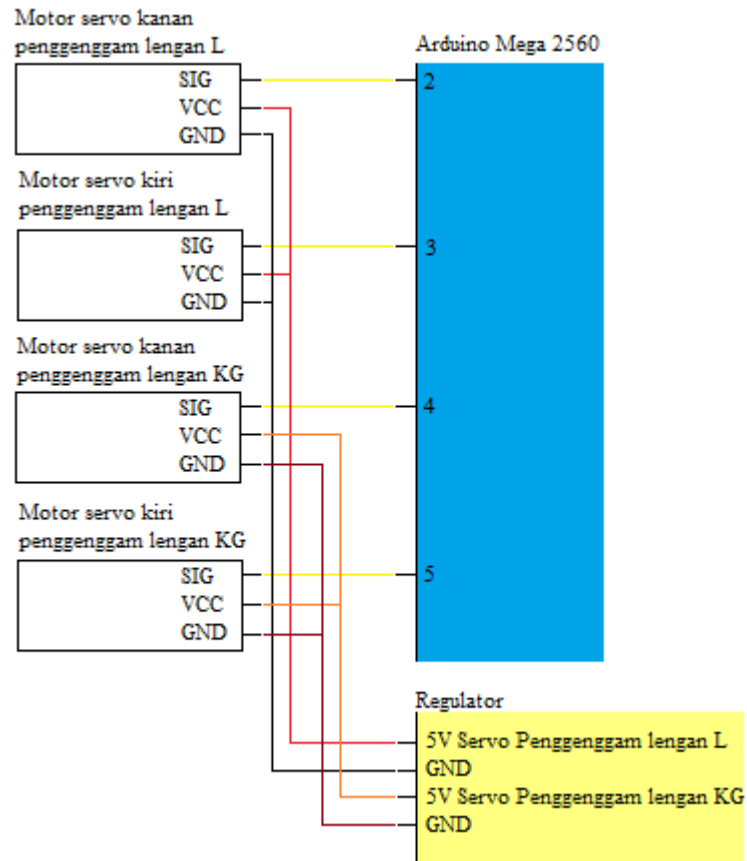 Motor servo kanan
penggenggam lengan L
SIG
VCC
GND
Motor servo kiri
penggenggam lengan L
SIG
VCC
GND
Motor servo kanan
penggenggam lengan KG
SIG
VCC
GND
Motor servo kiri
penggenggam lengan KG
SIG
VCC
GND
Arduino Mega 2560
2
3
4
5
Regulator
5V Servo Penggenggam lengan L
GND
5V Servo Penggenggam lengan KG
GND